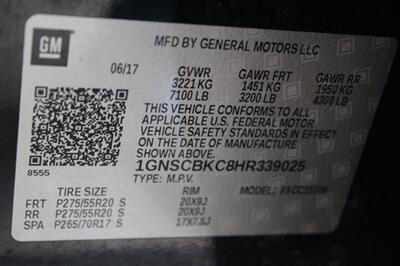 GM
MFD BY GENERAL MOTORS LLC
06/17 GVWR GAWR FRT GAWR RR
3221 KG 1451 KG 1950 KG
7100 LB 3200 LB 4300 LB
THIS VEHICLE CONFORMS TO ALL
APPLICABLE U.S. FEDERAL MOTOR
VEHICLE SAFETY STANDARDS IN EFFECT
ON THE DATE OF MANUFACTURE
SHOWN ABOVE.
1GNSCBKC8HR339025
8555 TYPE: M.P.V. MODEL:
TIRE SIZE RIM
FRT P275/55R20 S 20X9J
RR P275/55R20 S 20X9J
SPA P265/70R17 S 17X7.5J